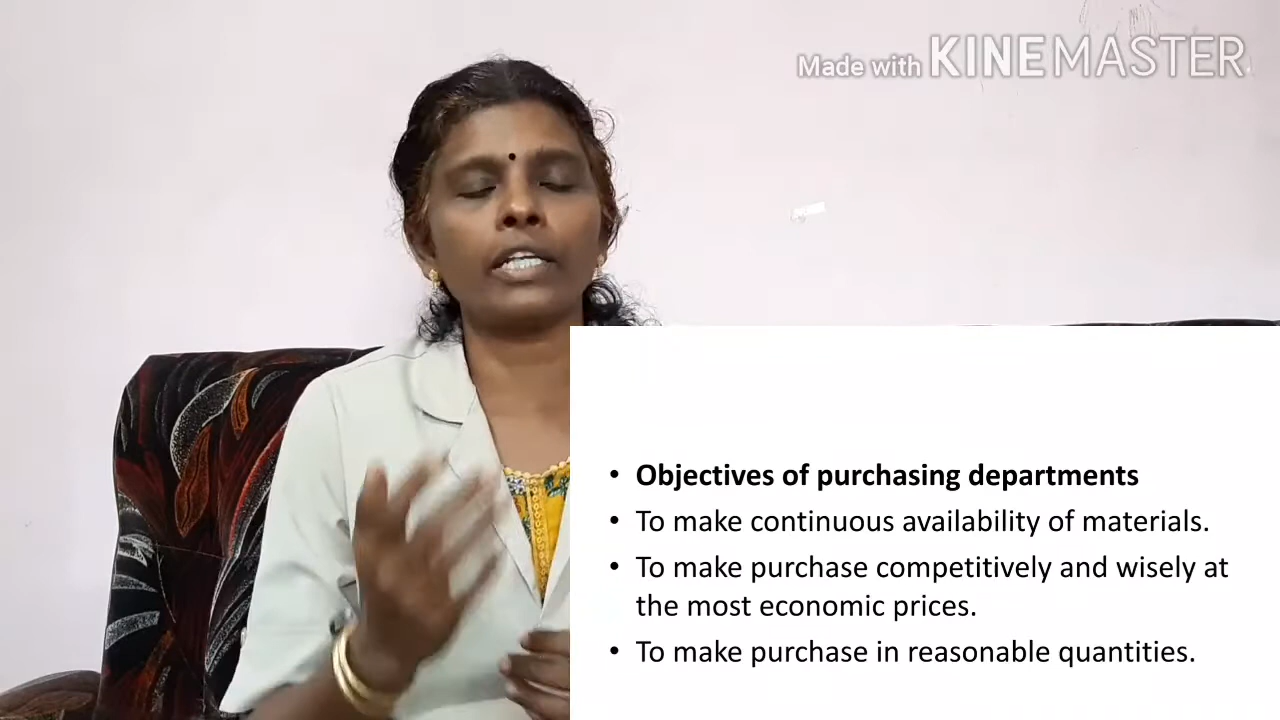 Made with KINEMASTER
• Objectives of purchasing departments
• To make continuous availability of materials.
• To make purchase competitively and wisely at
the most economic prices.
• To make purchase in reasonable quantities.